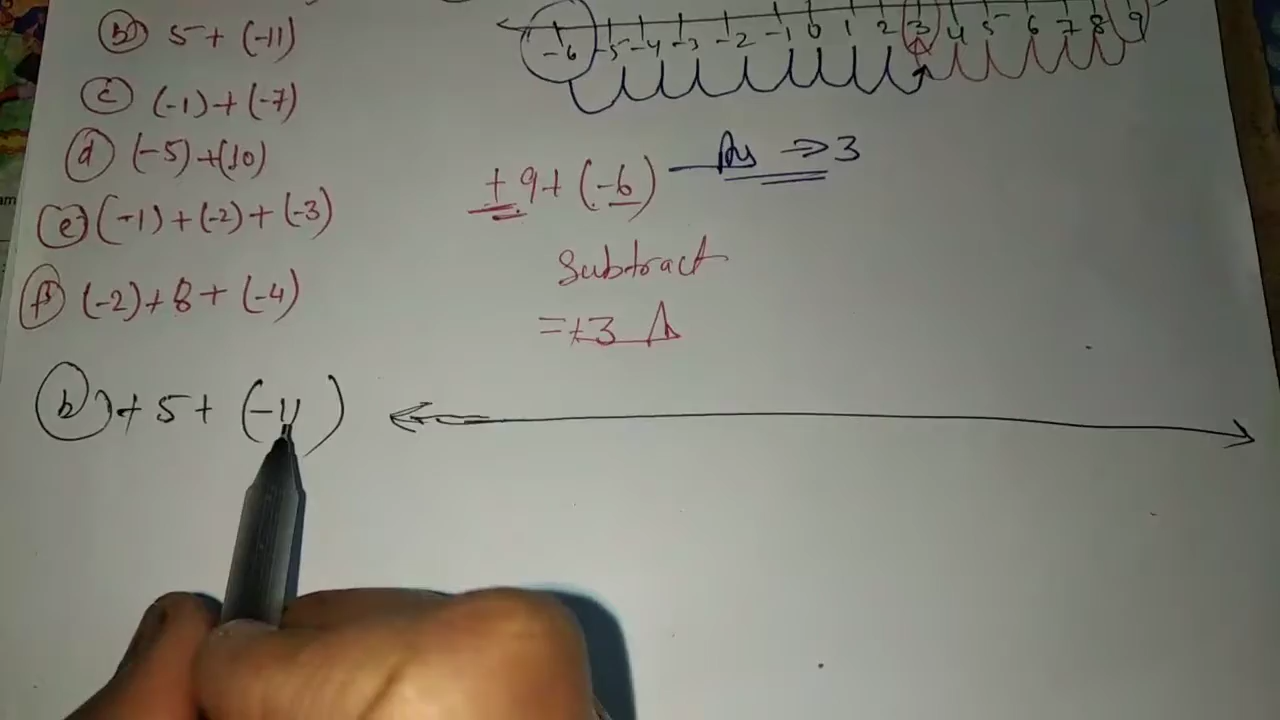 (b) 5 + (-11)
(c) (-1) + (-7)
(d) (-5) + (10)
(e) (-1) + (-2) + (-3)
(f) (-2) + 8 + (-4)
-6 -5 -4 -3 -2 -1 0 1 2 3 4 5 6 7 8 9
+ 9 + (-6) — As ⇒ 3
Subtract
= +3 A
(b) + 5 + (-11)